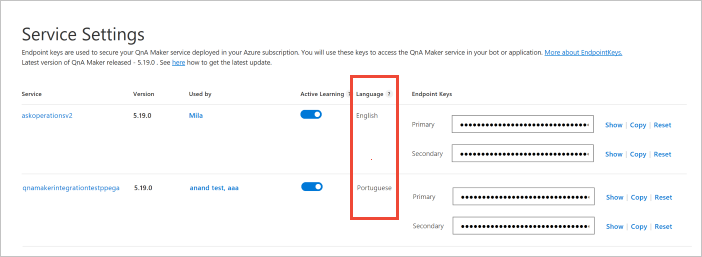 Service Settings
Endpoint keys are used to secure your QnA Maker service deployed in your Azure subscription. You will use these keys to access the QnA Maker service in your bot or application. More about EndpointKeys.
Latest version of QnA Maker released - 5.19.0 . See here how to get the latest update.
Service Version Used by Active Learning ? Language ? Endpoint Keys
askoperationsv2 5.19.0 Mila English
Primary Show | Copy | Reset
Secondary Show | Copy | Reset
qnamakerintegrationtestppega 5.19.0 anand test, aaa Portuguese
Primary Show | Copy | Reset
Secondary Show | Copy | Reset